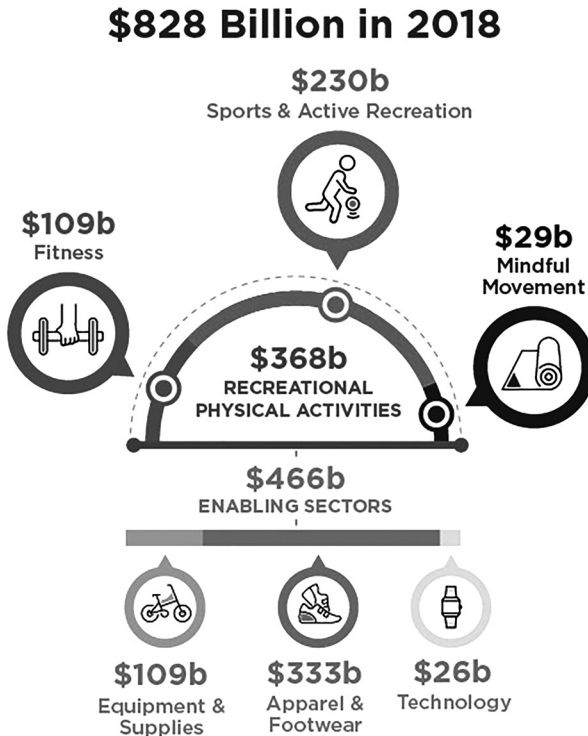 $828 Billion in 2018
$230b
Sports & Active Recreation
$109b
Fitness
$29b
Mindful
Movement
$368b
RECREATIONAL
PHYSICAL ACTIVITIES
$466b
ENABLING SECTORS
$109b
Equipment &
Supplies
$333b
Apparel &
Footwear
$26b
Technology